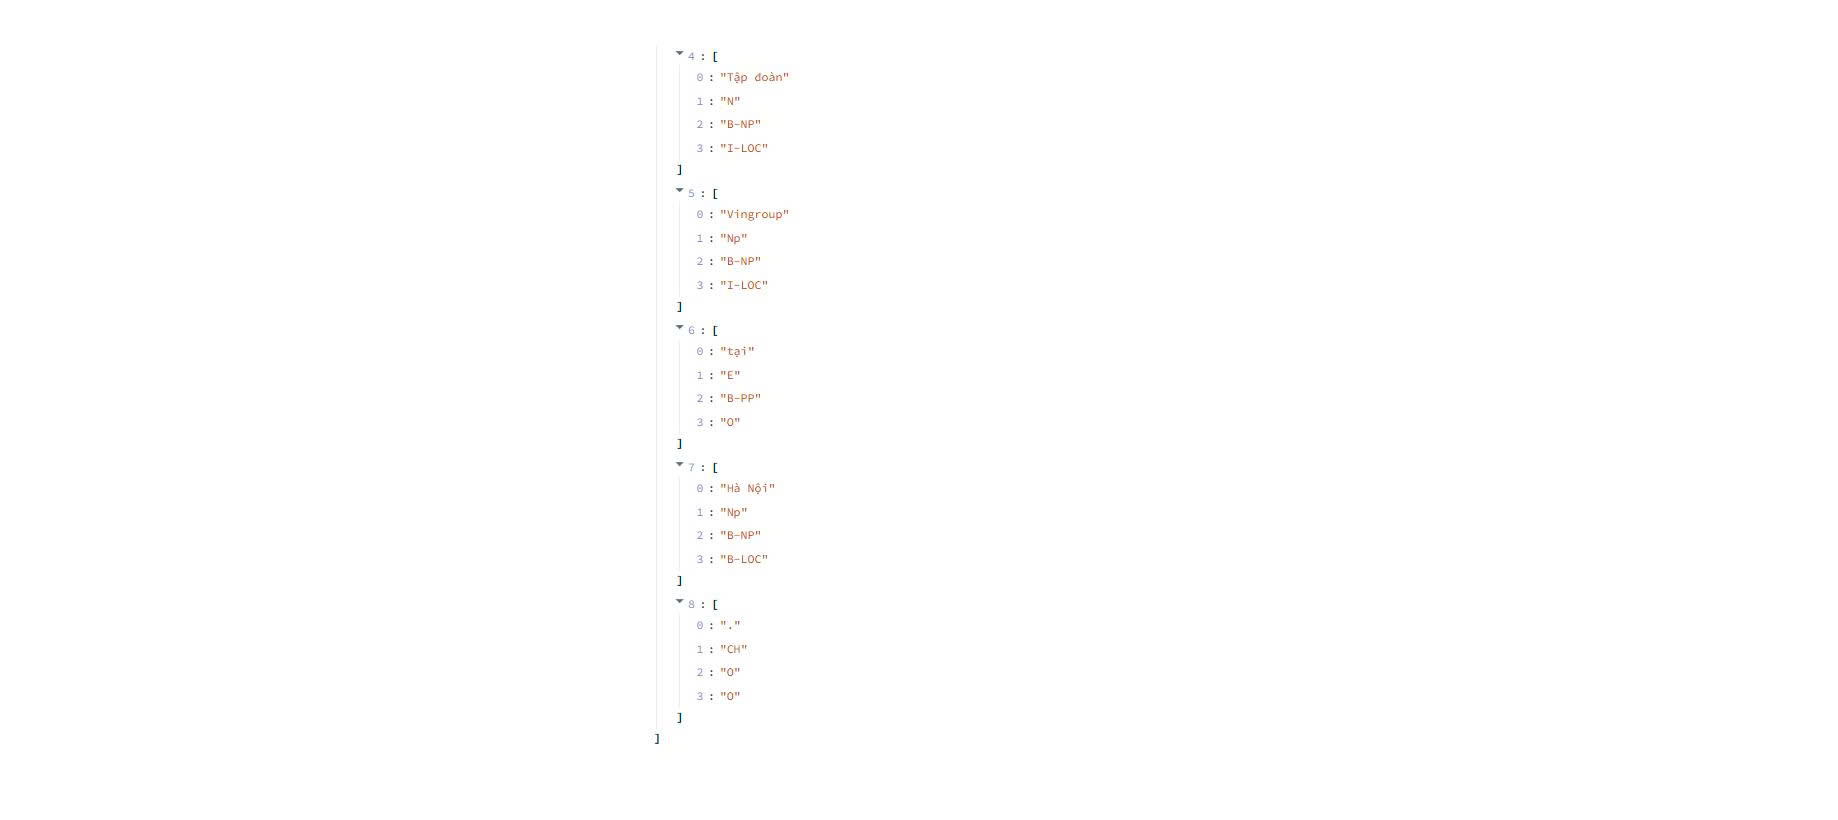 4 : [
0 : "Tập đoàn"
1 : "N"
2 : "B-NP"
3 : "I-LOC"
]
5 : [
0 : "Vingroup"
1 : "Np"
2 : "B-NP"
3 : "I-LOC"
]
6 : [
0 : "tại"
1 : "E"
2 : "B-PP"
3 : "O"
]
7 : [
0 : "Hà Nội"
1 : "Np"
2 : "B-NP"
3 : "B-LOC"
]
8 : [
0 : "."
1 : "CH"
2 : "O"
3 : "O"
]
]